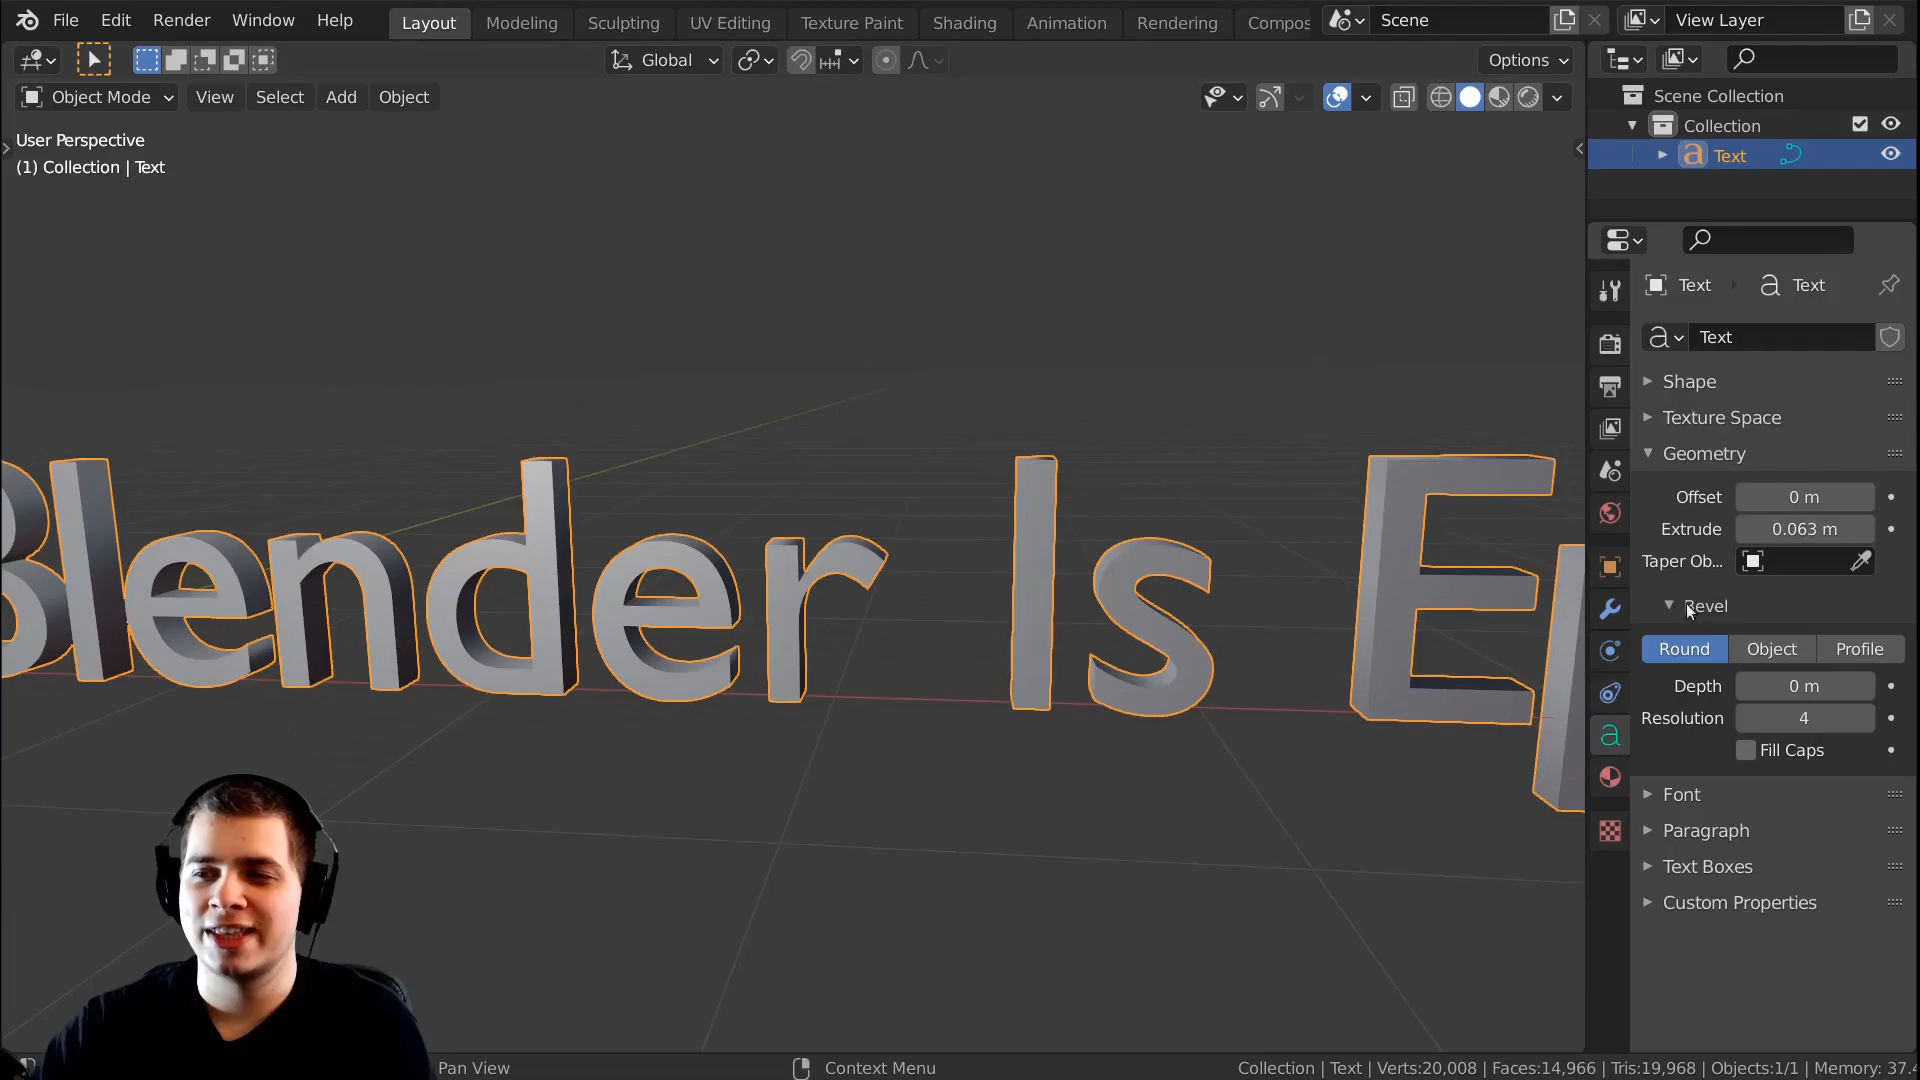 File Edit Render Window Help Layout Modeling Sculpting UV Editing Texture Paint Shading Animation Rendering Compos Scene View Layer
Global Options
Object Mode View Select Add Object
User Perspective
(1) Collection | Text
Scene Collection
Collection
Text
Text Text
Text
Shape
Texture Space
Geometry
Offset 0 m
Extrude 0.063 m
Taper Ob...
Bevel
Round Object Profile
Depth 0 m
Resolution 4
Fill Caps
Font
Paragraph
Text Boxes
Custom Properties
Blender Is Ep
Pan View Context Menu Collection | Text | Verts:20,008 | Faces:14,966 | Tris:19,968 | Objects:1/1 | Memory: 37.4